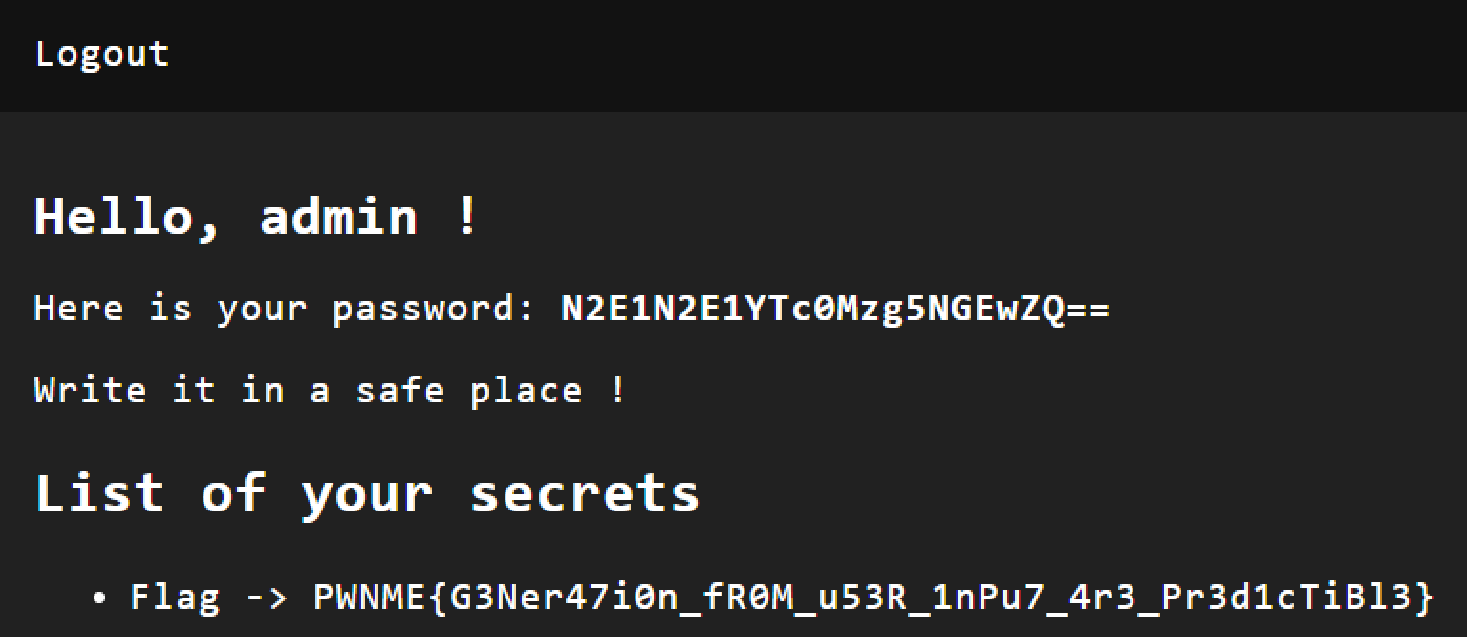 Logout
Hello, admin !
Here is your password: N2E1N2E1YTc0Mzg5NGEwZQ==
Write it in a safe place !
List of your secrets
• Flag -> PWNME{G3Ner47i0n_fR0M_u53R_1nPu7_4r3_Pr3d1cTiBl3}